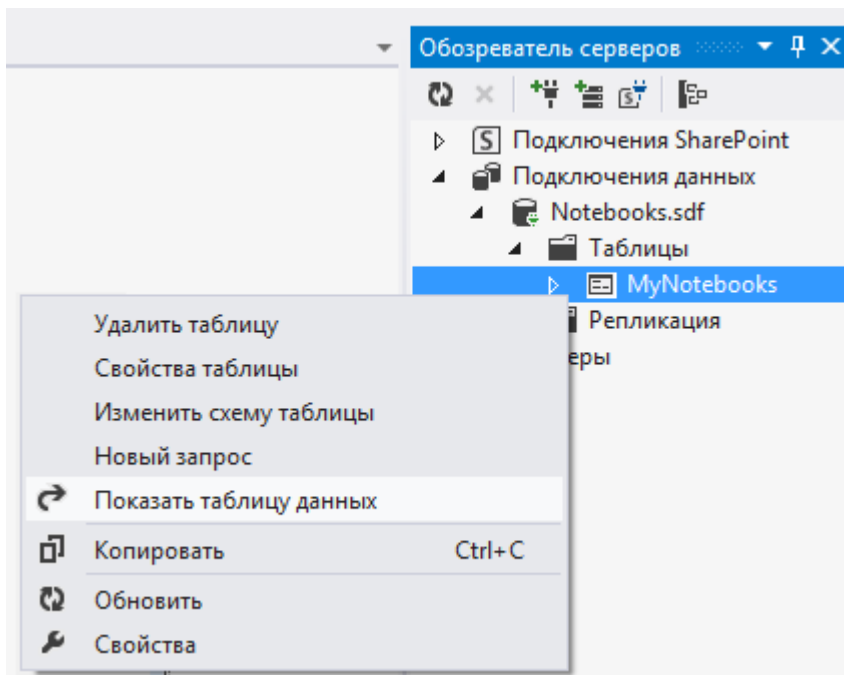 Обозреватель серверов
Подключения SharePoint
Подключения данных
Notebooks.sdf
Таблицы
MyNotebooks
Репликация
еры
Удалить таблицу
Свойства таблицы
Изменить схему таблицы
Новый запрос
Показать таблицу данных
Копировать Ctrl+C
Обновить
Свойства